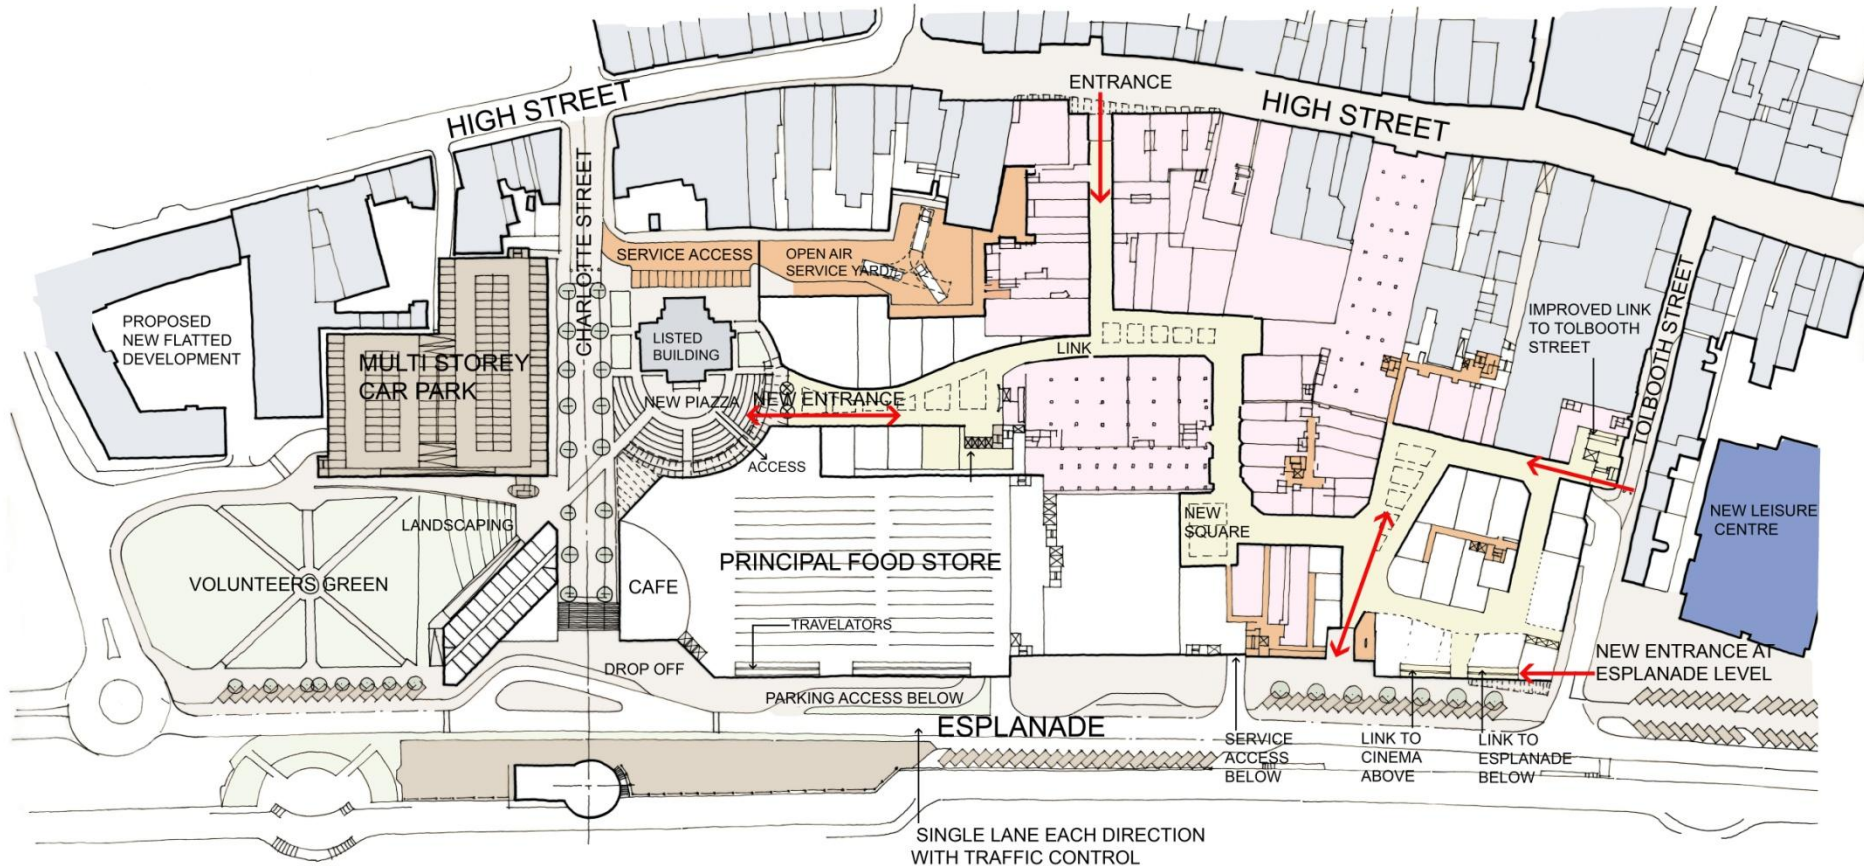 ENTRANCE
HIGH STREET
HIGH STREET
CHARLOTTE STREET
SERVICE ACCESS
OPEN AIR
SERVICE YARD
PROPOSED
NEW FLATTED
DEVELOPMENT
LISTED
BUILDING
LINK
IMPROVED LINK
TO TOLBOOTH
STREET
TOLBOOTH STREET
MULTI STOREY
CAR PARK
NEW PIAZZA
NEW ENTRANCE
ACCESS
LANDSCAPING
NEW
SQUARE
NEW LEISURE
CENTRE
VOLUNTEERS GREEN
CAFE
PRINCIPAL FOOD STORE
TRAVELATORS
DROP OFF
PARKING ACCESS BELOW
NEW ENTRANCE AT
ESPLANADE LEVEL
ESPLANADE
SERVICE
ACCESS
BELOW
LINK TO
CINEMA
ABOVE
LINK TO
ESPLANADE
BELOW
SINGLE LANE EACH DIRECTION
WITH TRAFFIC CONTROL